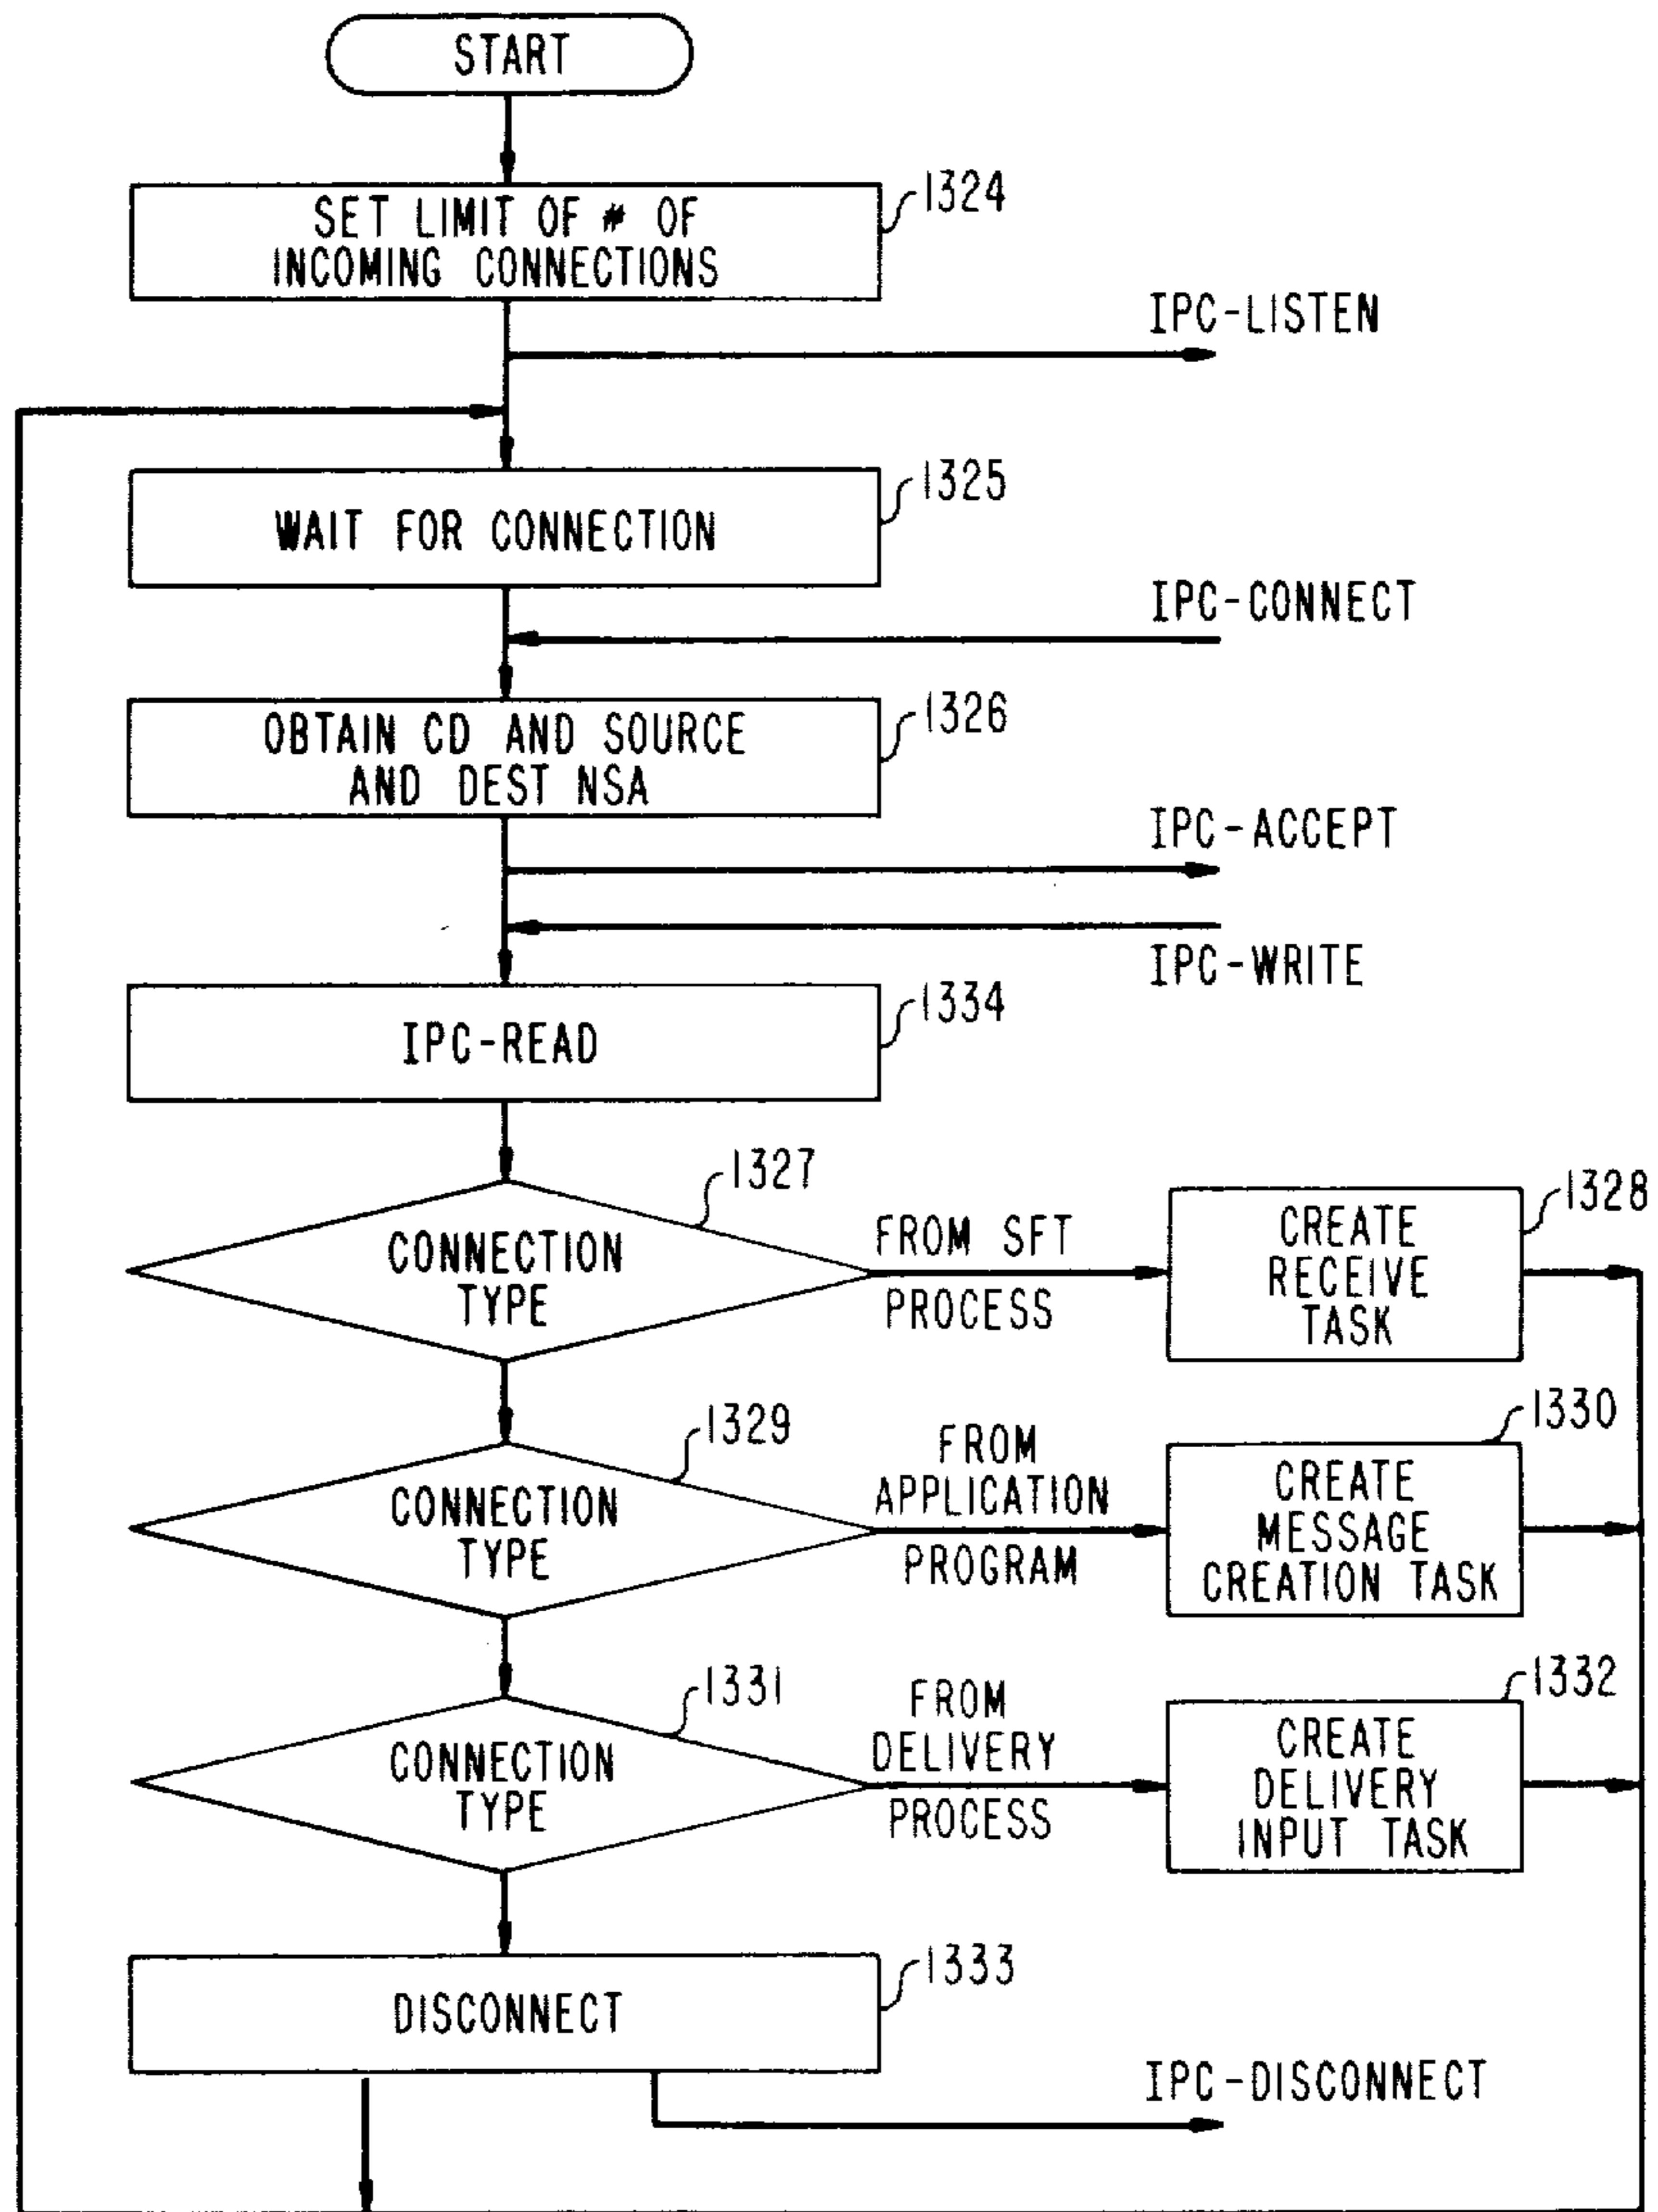 START
SET LIMIT OF # OF
INCOMING CONNECTIONS
1324
IPC-LISTEN
WAIT FOR CONNECTION
1325
IPC-CONNECT
OBTAIN CD AND SOURCE
AND DEST NSA
1326
IPC-ACCEPT
IPC-WRITE
IPC-READ
1334
CONNECTION
TYPE
1327
FROM SFT
PROCESS
CREATE
RECEIVE
TASK
1328
CONNECTION
TYPE
1329
FROM
APPLICATION
PROGRAM
CREATE
MESSAGE
CREATION TASK
1330
CONNECTION
TYPE
1331
FROM
DELIVERY
PROCESS
CREATE
DELIVERY
INPUT TASK
1332
DISCONNECT
1333
IPC-DISCONNECT